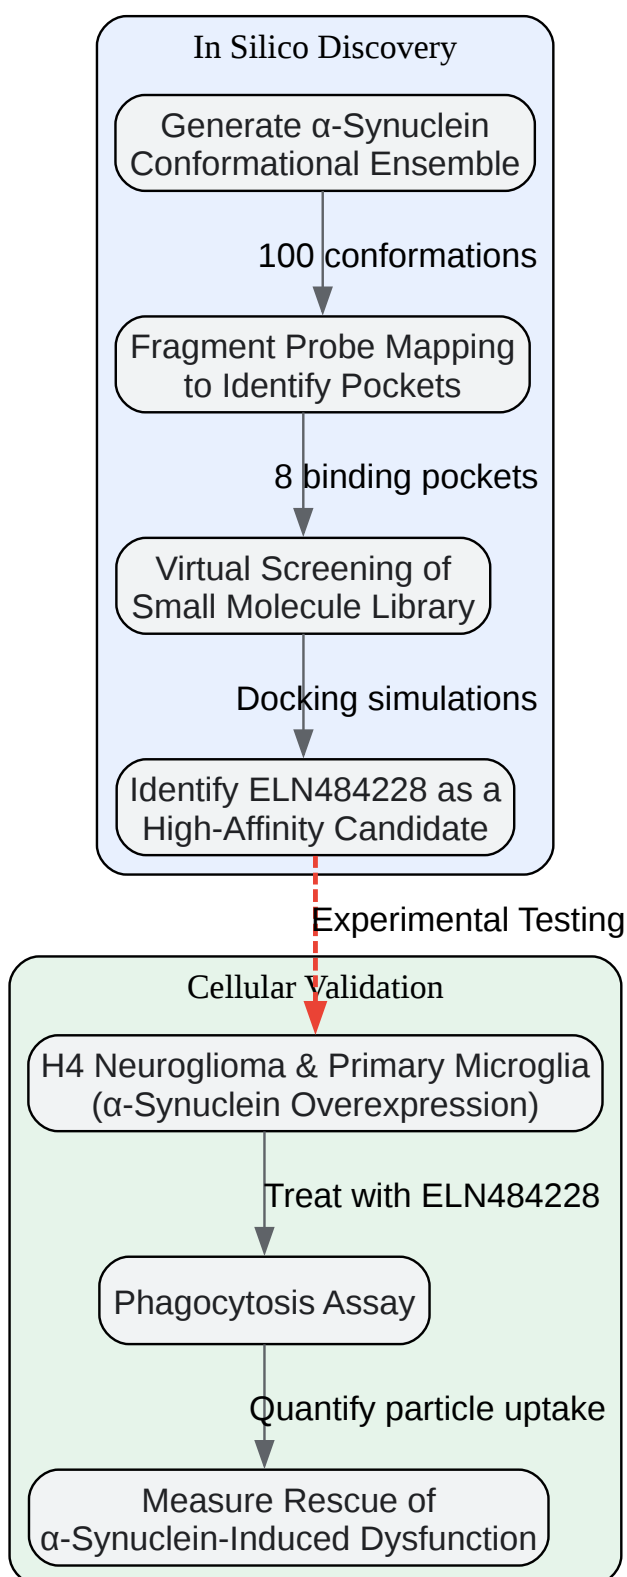 In Silico Discovery
Generate α-Synuclein
Conformational Ensemble
100 conformations
Fragment Probe Mapping
to Identify Pockets
8 binding pockets
Virtual Screening of
Small Molecule Library
Docking simulations
Identify ELN484228 as a
High-Affinity Candidate
Experimental Testing
Cellular Validation
H4 Neuroglioma & Primary Microglia
(α-Synuclein Overexpression)
Treat with ELN484228
Phagocytosis Assay
Quantify particle uptake
Measure Rescue of
α-Synuclein-Induced Dysfunction